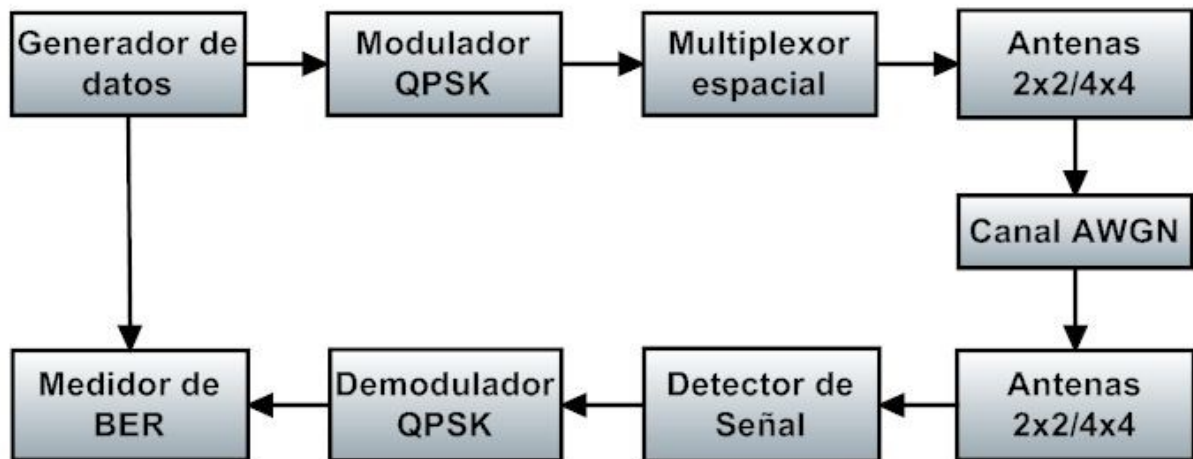 Generador de
datos
Modulador
QPSK
Multiplexor
espacial
Antenas
2x2/4x4
Canal AWGN
Medidor de
BER
Demodulador
QPSK
Detector de
Señal
Antenas
2x2/4x4